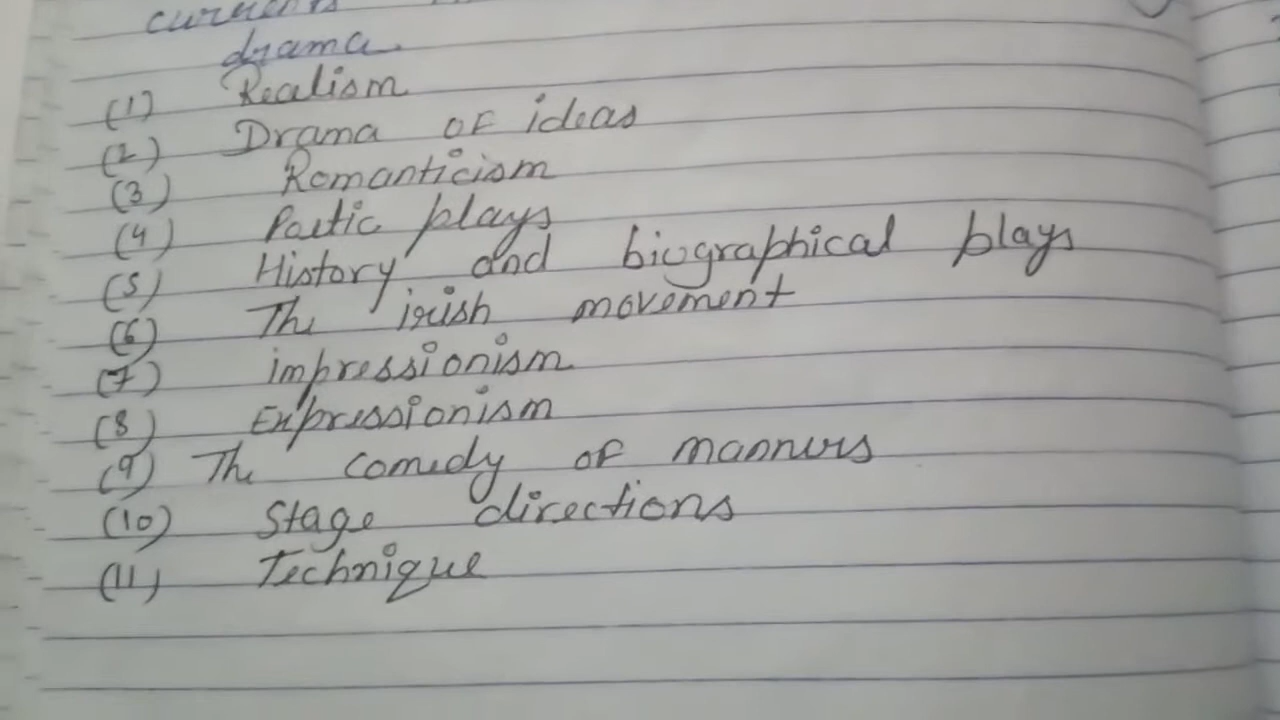 drama.
(1) Realism
(2) Drama OF ideas
(3) Romanticism
(4) Poetic plays
(5) History and biographical plays
(6) The irish movement
(7) impressionism
(8) Expressionism
(9) The comedy of manners
(10) Stage directions
(11) Technique